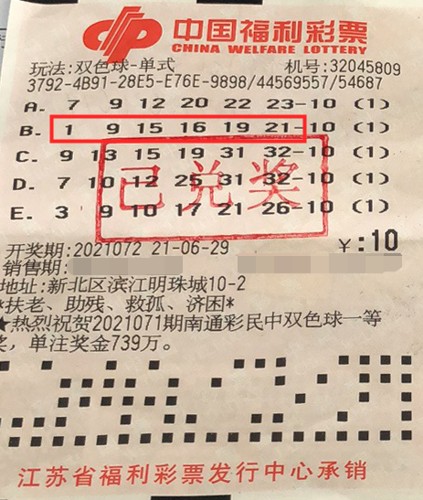 中国福利彩票
CHINA WELFARE LOTTERY
玩法:双色球-单式 机号:32045809
3792-4B91-28E5-E76E-9898/44569557/54687
A. 7 9 12 20 22 23-10 (1)
B. 1 9 15 16 19 21-10 (1)
C. 9 13 15 19 31 32-10 (1)
D. 7 10 12 25 31 32-10 (1)
E. 3 9 10 17 21 26-10 (1)
已兑奖
开奖期:2021072 21-06-29 ￥:10
销售期:
地址:新北区滨江明珠城10-2
*扶老、助残、救孤、济困*
★热烈祝贺2021071期南通彩民中双色球一等
奖，单注奖金739万。
江苏省福利彩票发行中心承销